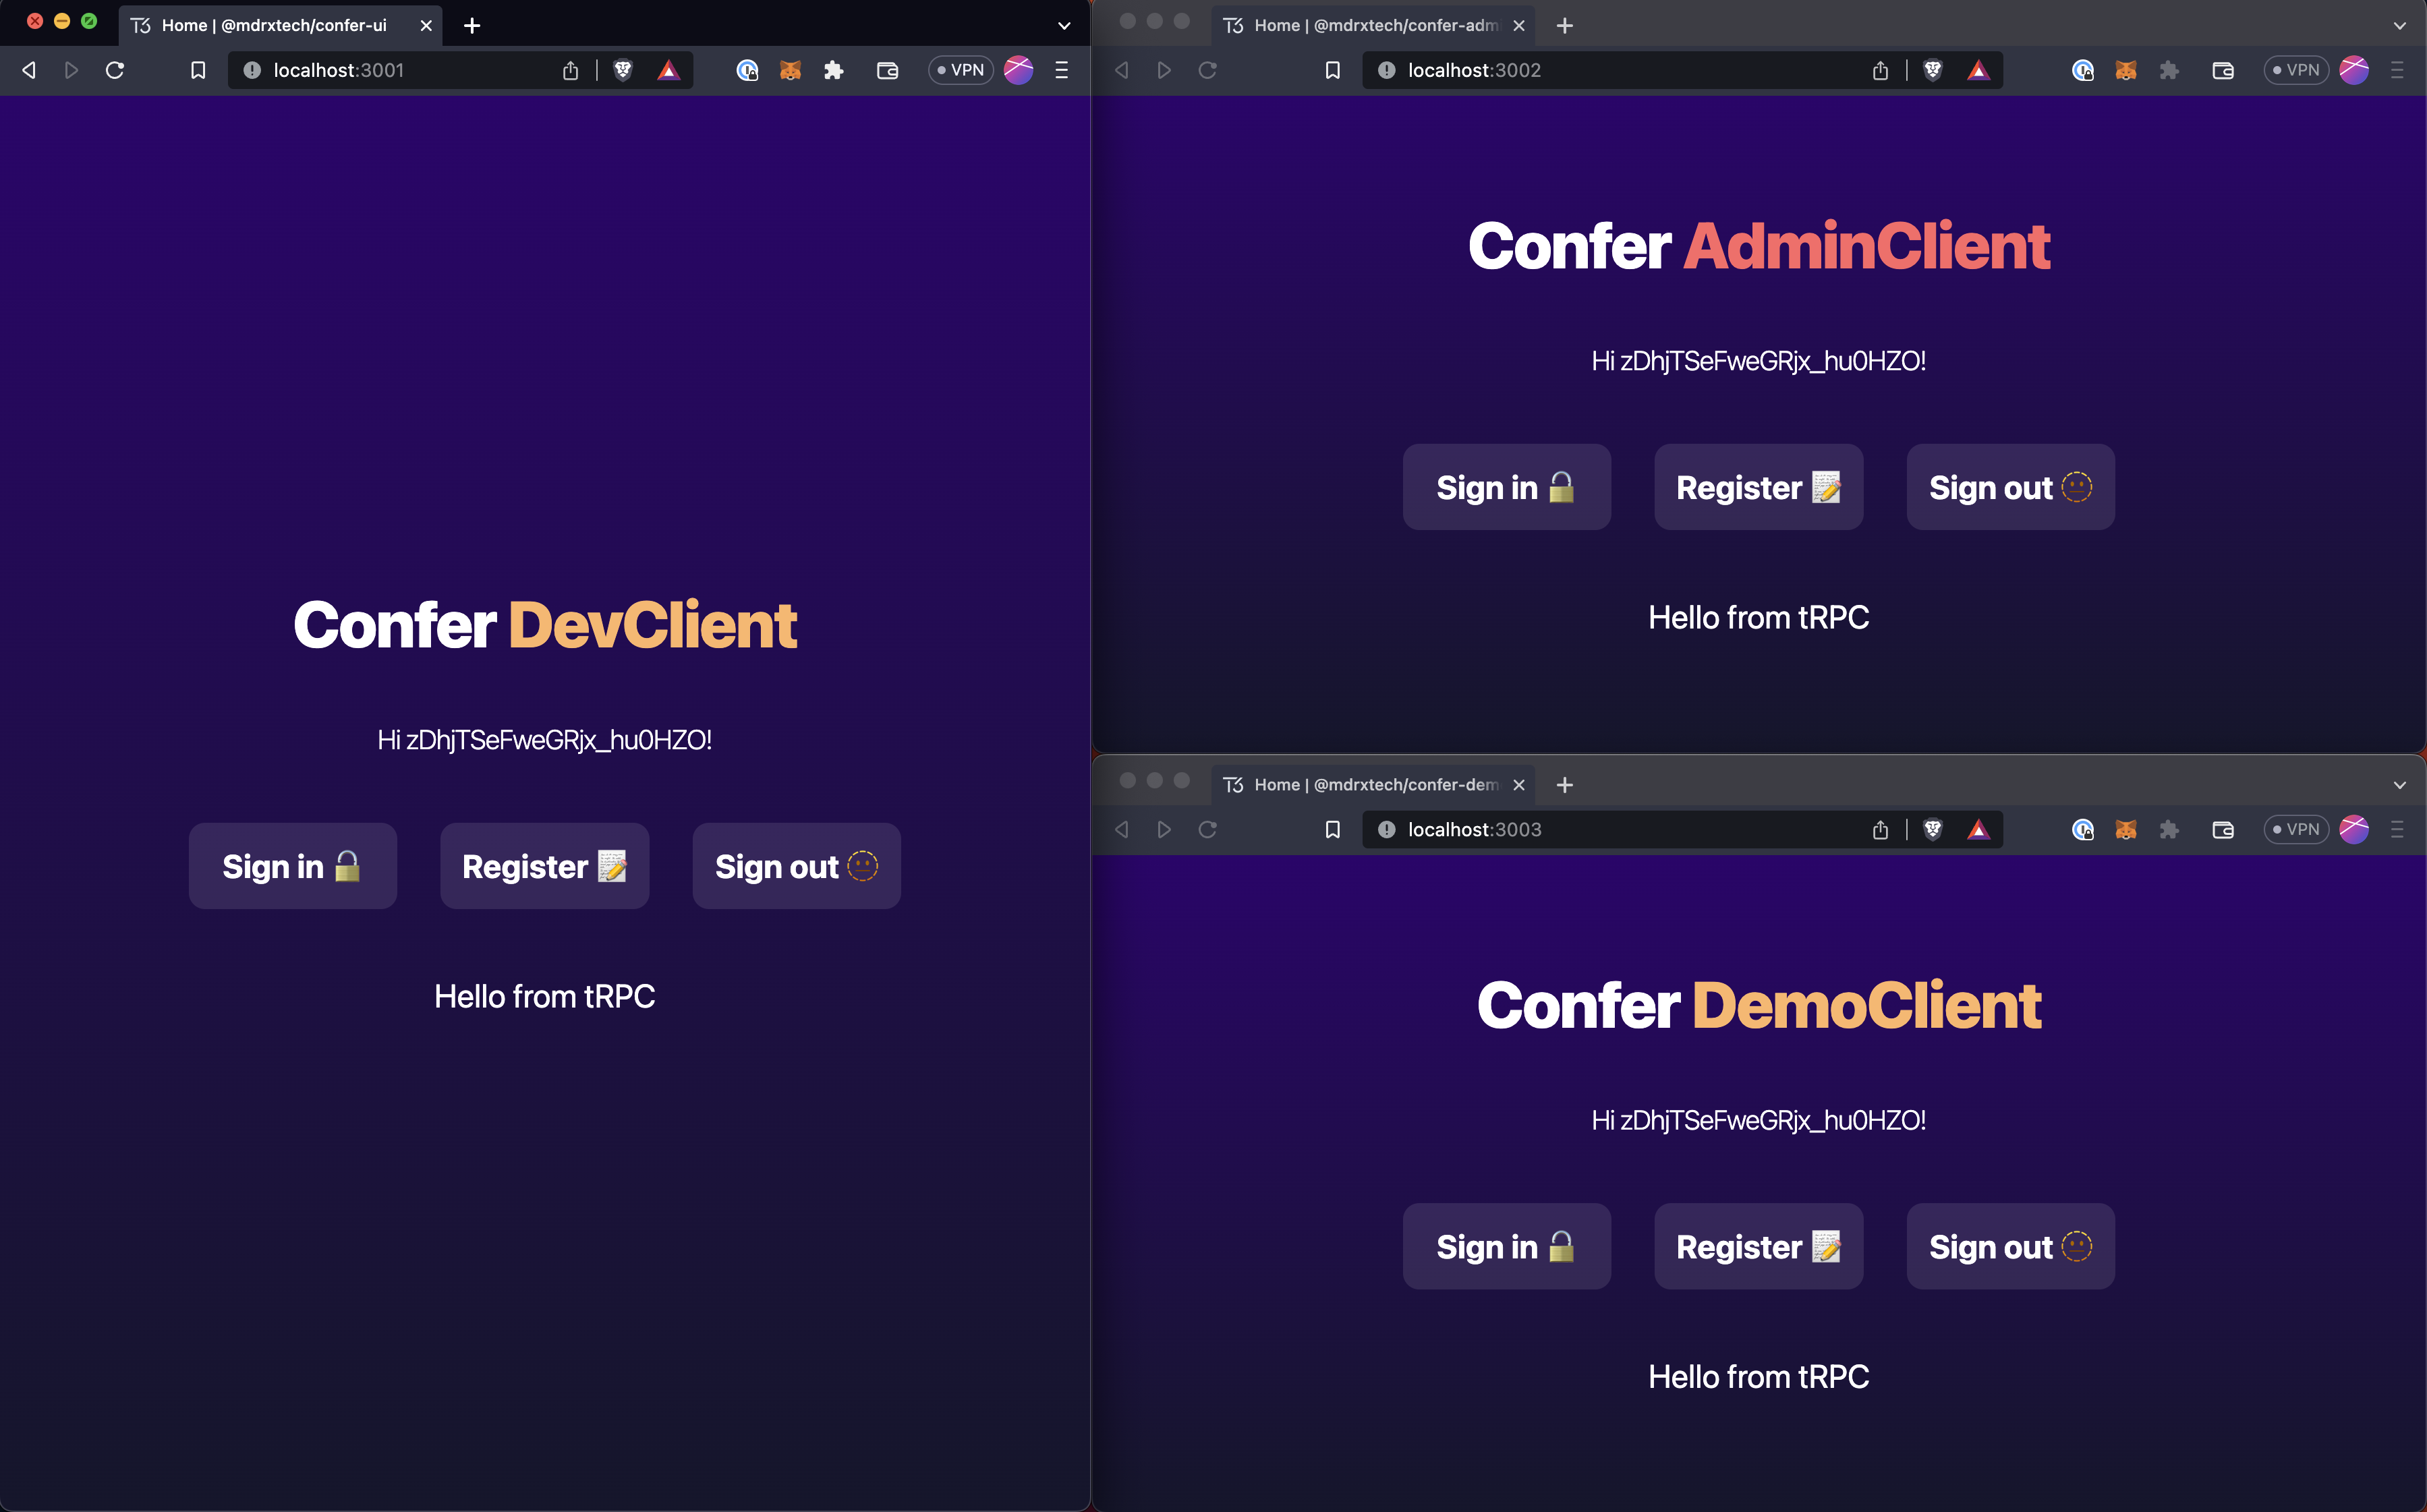 Home | @mdrxtech/confer-ui
localhost:3001
VPN
Confer DevClient
Hi zDhjTSeFweGRjx_hu0HZO!
Sign in
Register
Sign out
Hello from tRPC
Home | @mdrxtech/confer-adm
localhost:3002
VPN
Confer AdminClient
Hi zDhjTSeFweGRjx_hu0HZO!
Sign in
Register
Sign out
Hello from tRPC
Home | @mdrxtech/confer-dem
localhost:3003
VPN
Confer DemoClient
Hi zDhjTSeFweGRjx_hu0HZO!
Sign in
Register
Sign out
Hello from tRPC